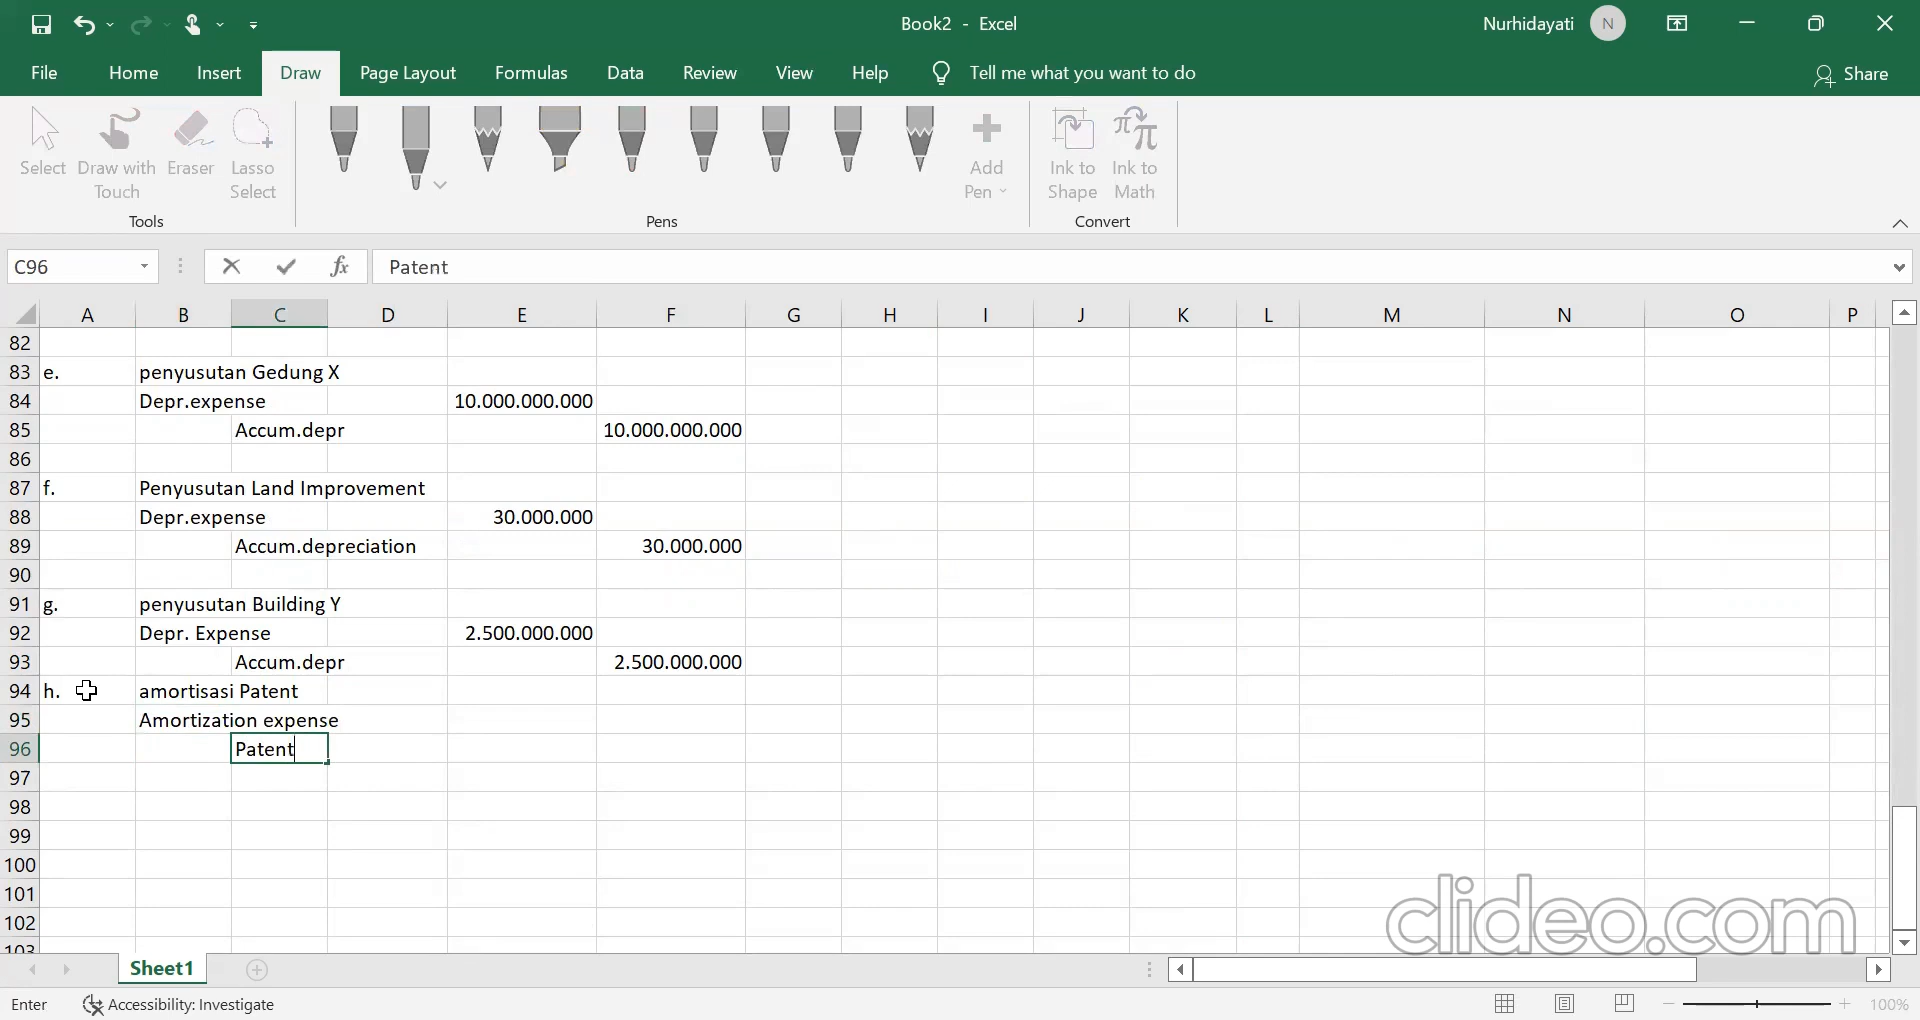 Book2 - Excel
Nurhidayati N
File Home Insert Draw Page Layout Formulas Data Review View Help Tell me what you want to do Share
Select Draw with Touch Eraser Lasso Select
Add Pen
Ink to Shape Ink to Math
Tools Pens Convert
C96 fx Patent
A B C D E F G H I J K L M N O P
82
83 e. penyusutan Gedung X
84 Depr.expense 10.000.000.000
85 Accum.depr 10.000.000.000
86
87 f. Penyusutan Land Improvement
88 Depr.expense 30.000.000
89 Accum.depreciation 30.000.000
90
91 g. penyusutan Building Y
92 Depr. Expense 2.500.000.000
93 Accum.depr 2.500.000.000
94 h. amortisasi Patent
95 Amortization expense
96 Patent
97
98
99
100
101
102
103
clideo.com
Sheet1
Enter Accessibility: Investigate 100%